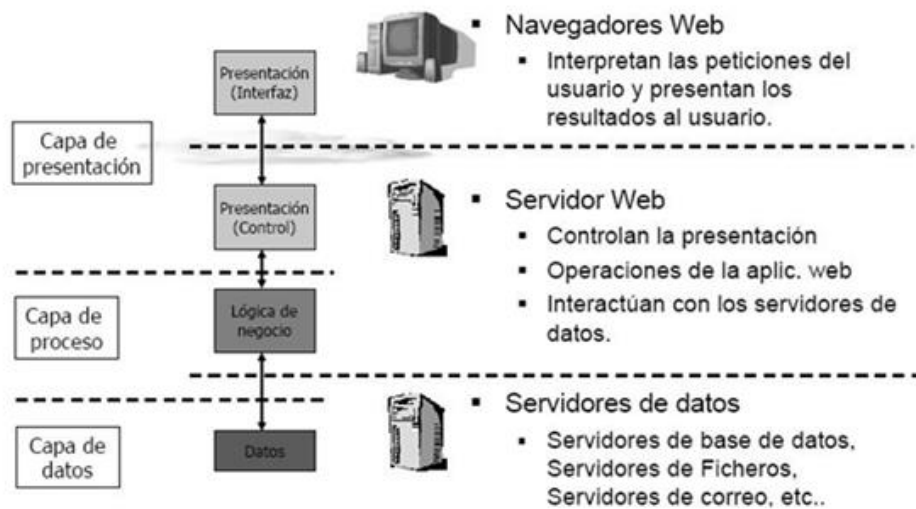 Presentación
(Interfaz)
Capa de
presentación
Presentación
(Control)
Capa de
proceso
Lógica de
negocio
Capa de
datos
Datos
▪ Navegadores Web
▪ Interpretan las peticiones del
usuario y presentan los
resultados al usuario.
▪ Servidor Web
▪ Controlan la presentación
▪ Operaciones de la aplic. web
▪ Interactúan con los servidores de
datos.
▪ Servidores de datos
▪ Servidores de base de datos,
Servidores de Ficheros,
Servidores de correo, etc..